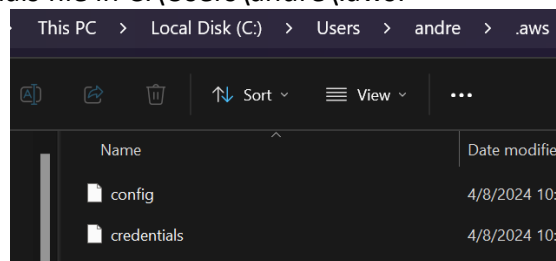 This PC > Local Disk (C:) > Users > andre > .aws
Sort View
Name Date modifie
config 4/8/2024 10:
credentials 4/8/2024 10: